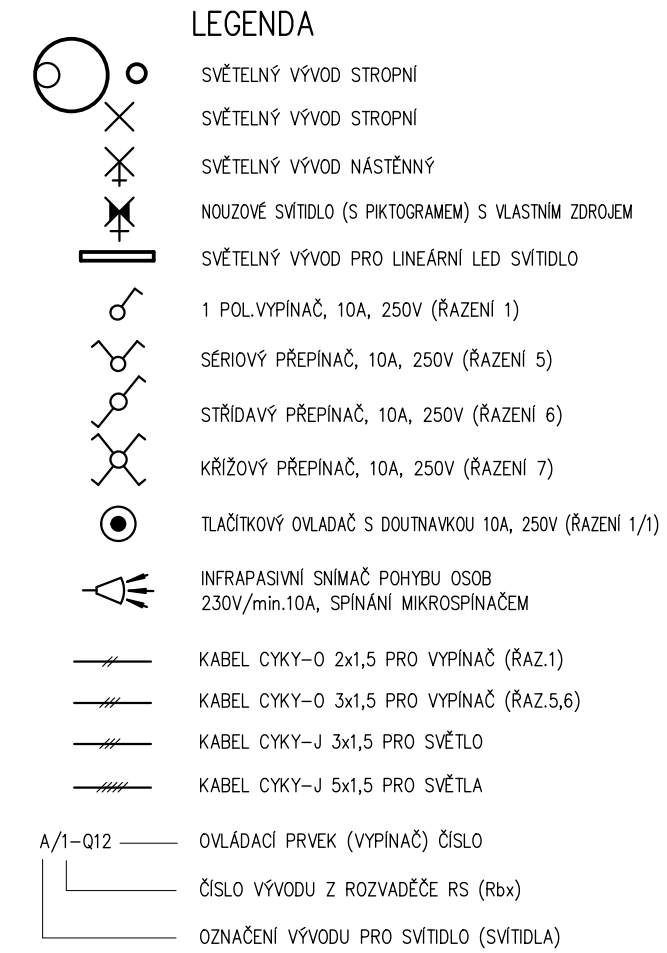 LEGENDA
SVĚTELNÝ VÝVOD STROPNÍ
SVĚTELNÝ VÝVOD STROPNÍ
SVĚTELNÝ VÝVOD NÁSTĚNNÝ
NOUZOVÉ SVÍTIDLO (S PIKTOGRAMEM) S VLASTNÍM ZDROJEM
SVĚTELNÝ VÝVOD PRO LINEÁRNÍ LED SVÍTIDLO
1 POL.VYPÍNAČ, 10A, 250V (ŘAZENÍ 1)
SÉRIOVÝ PŘEPÍNAČ, 10A, 250V (ŘAZENÍ 5)
STŘÍDAVÝ PŘEPÍNAČ, 10A, 250V (ŘAZENÍ 6)
KŘÍŽOVÝ PŘEPÍNAČ, 10A, 250V (ŘAZENÍ 7)
TLAČÍTKOVÝ OVLADAČ S DOUTNAVKOU 10A, 250V (ŘAZENÍ 1/1)
INFRAPASIVNÍ SNÍMAČ POHYBU OSOB
230V/min.10A, SPÍNÁNÍ MIKROSPÍNAČEM
KABEL CYKY-O 2x1,5 PRO VYPÍNAČ (ŘAZ.1)
KABEL CYKY-O 3x1,5 PRO VYPÍNAČ (ŘAZ.5,6)
KABEL CYKY-J 3x1,5 PRO SVĚTLO
KABEL CYKY-J 5x1,5 PRO SVĚTLA
A/1-Q12 OVLÁDACÍ PRVEK (VYPÍNAČ) ČÍSLO
ČÍSLO VÝVODU Z ROZVADĚČE RS (Rbx)
OZNAČENÍ VÝVODU PRO SVÍTIDLO (SVÍTIDLA)